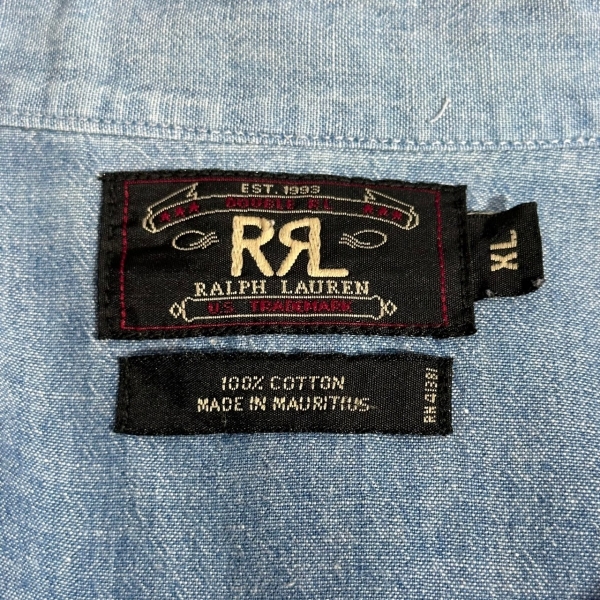 EST. 1993
★★★ DOUBLE RL ★★★
RRL
RALPH LAUREN
U.S. TRADEMARK
XL
100% COTTON
MADE IN MAURITIUS
RN 41381